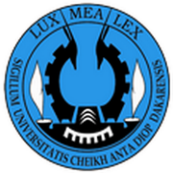 LUX MEA LEX
SIGILLUM UNIVERSITATIS CHEIKH ANTA DIOP DAKARENSIS